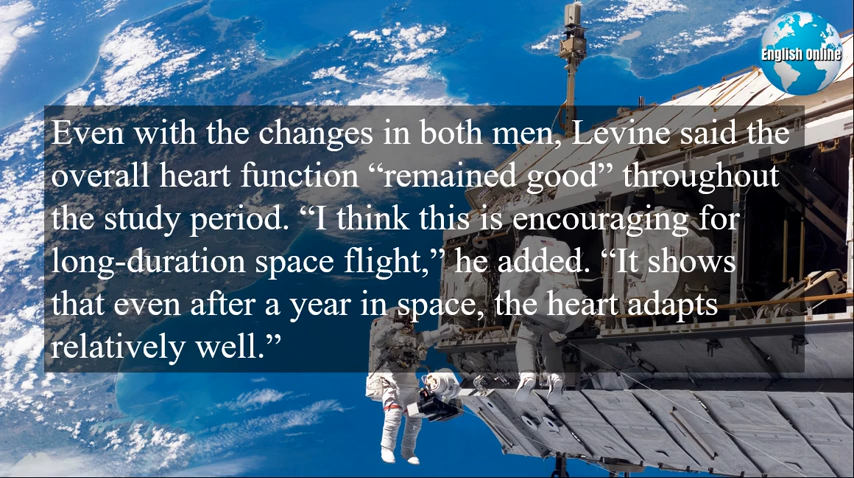 English Online
Even with the changes in both men, Levine said the
overall heart function “remained good” throughout
the study period. “I think this is encouraging for
long-duration space flight,” he added. “It shows
that even after a year in space, the heart adapts
relatively well.”